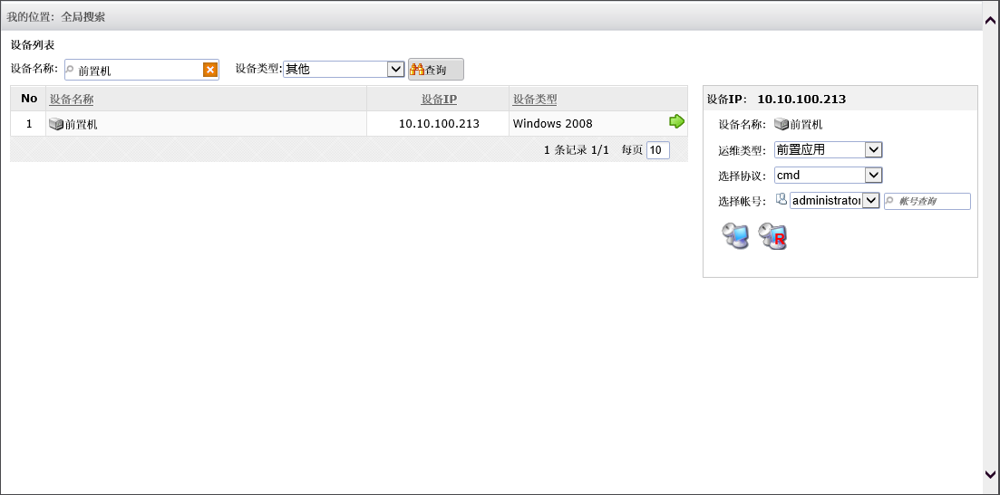 我的位置: 全局搜索
设备列表
设备名称: 前置机 设备类型: 其他 查询
No 设备名称 设备IP 设备类型
1 前置机 10.10.100.213 Windows 2008
1 条记录 1/1 每页 10
设备IP: 10.10.100.213
设备名称: 前置机
运维类型: 前置应用
选择协议: cmd
选择帐号: administrator 帐号查询
R